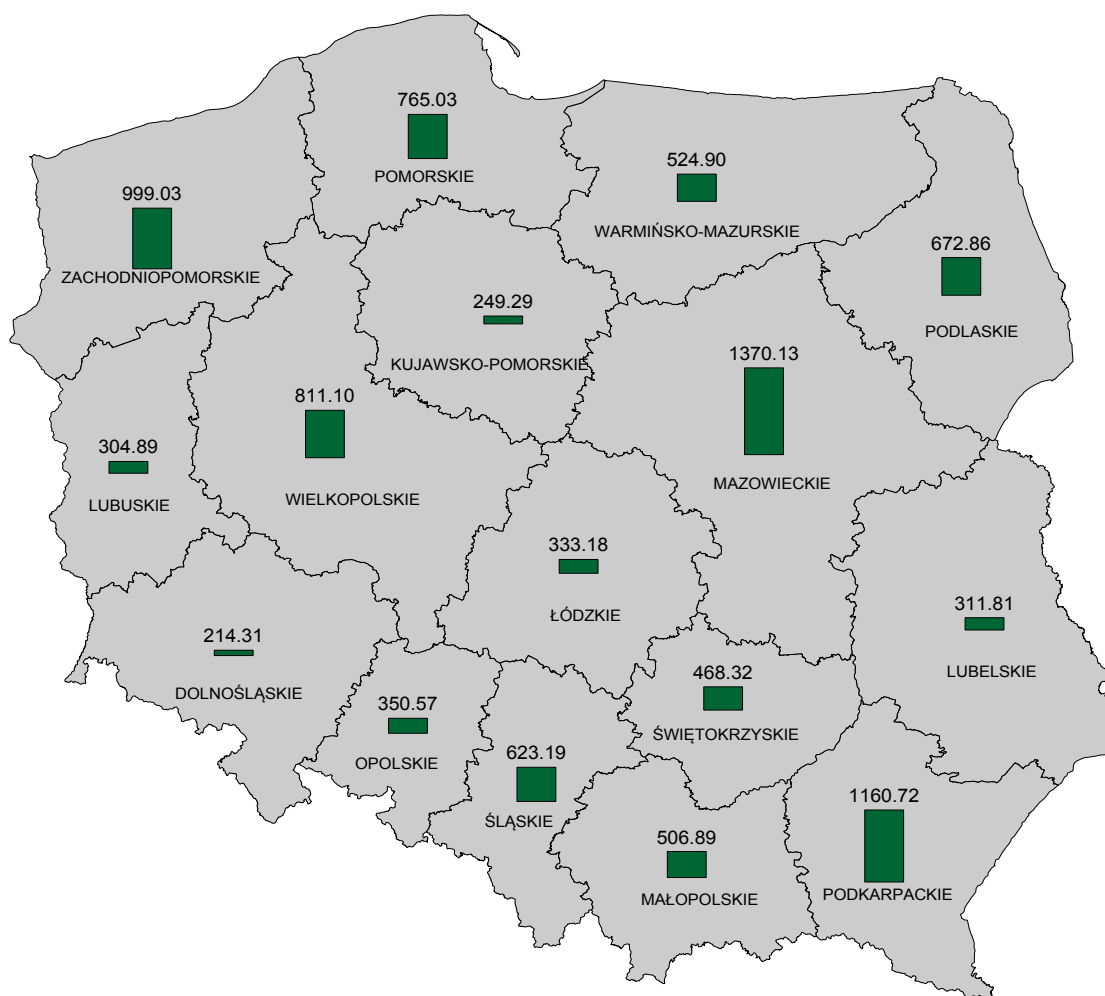 765.03
POMORSKIE
524.90
WARMIŃSKO-MAZURSKIE
999.03
ZACHODNIOPOMORSKIE
672.86
PODLASKIE
249.29
KUJAWSKO-POMORSKIE
1370.13
MAZOWIECKIE
811.10
WIELKOPOLSKIE
304.89
LUBUSKIE
333.18
ŁÓDZKIE
311.81
LUBELSKIE
214.31
DOLNOŚLĄSKIE
350.57
OPOLSKIE
468.32
ŚWIĘTOKRZYSKIE
623.19
ŚLĄSKIE
506.89
MAŁOPOLSKIE
1160.72
PODKARPACKIE